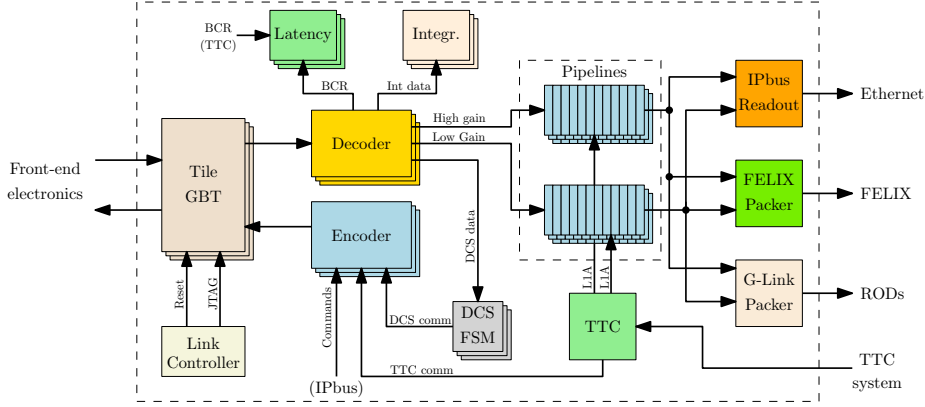 BCR
(TTC)
Latency
Integr.
BCR
Int data
Pipelines
High gain
Low Gain
Decoder
IPbus
Readout
Ethernet
Front-end
electronics
Tile
GBT
FELIX
Packer
FELIX
Encoder
DCS data
L1A
L1A
G-Link
Packer
RODs
Reset
JTAG
Commands
DCS comm
DCS
FSM
TTC
Link
Controller
TTC comm
(IPbus)
TTC
system